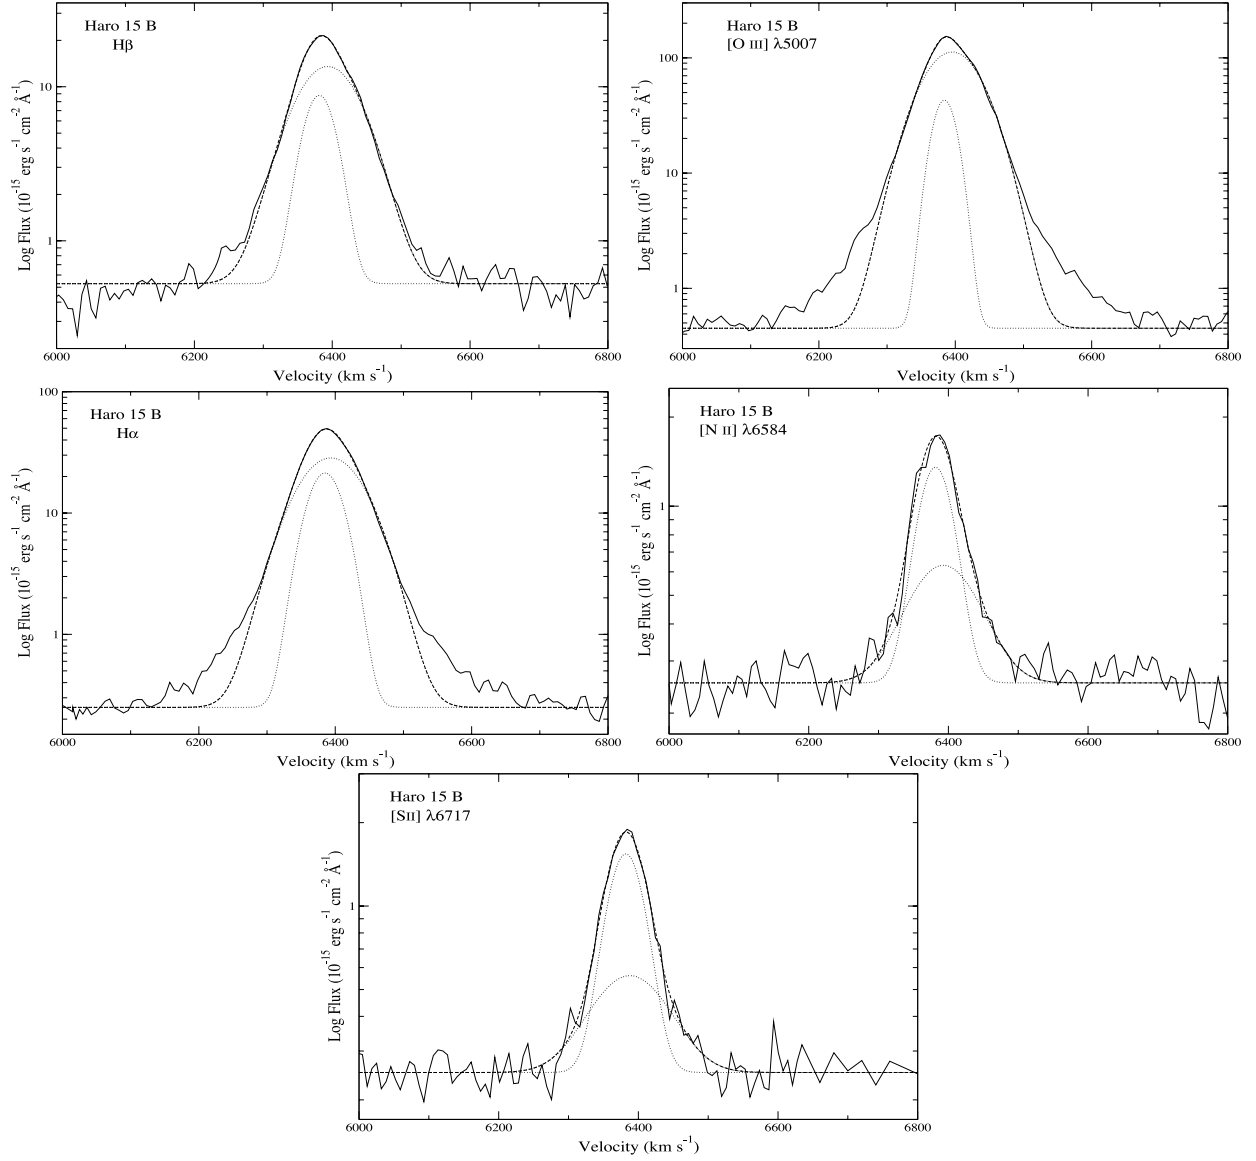 Haro 15 B
Hβ
10
1
Log Flux (10⁻¹⁵ erg s⁻¹ cm⁻² Å⁻¹)
6000 6200 6400 6600 6800
Velocity (km s⁻¹)
Haro 15 B
[O III] λ5007
100
10
1
Log Flux (10⁻¹⁵ erg s⁻¹ cm⁻² Å⁻¹)
6000 6200 6400 6600 6800
Velocity (km s⁻¹)
Haro 15 B
Hα
100
10
1
Log Flux (10⁻¹⁵ erg s⁻¹ cm⁻² Å⁻¹)
6000 6200 6400 6600 6800
Velocity (km s⁻¹)
Haro 15 B
[N II] λ6584
1
Log Flux (10⁻¹⁵ erg s⁻¹ cm⁻² Å⁻¹)
6000 6200 6400 6600 6800
Velocity (km s⁻¹)
Haro 15 B
[SII] λ6717
1
Log Flux (10⁻¹⁵ erg s⁻¹ cm⁻² Å⁻¹)
6000 6200 6400 6600 6800
Velocity (km s⁻¹)